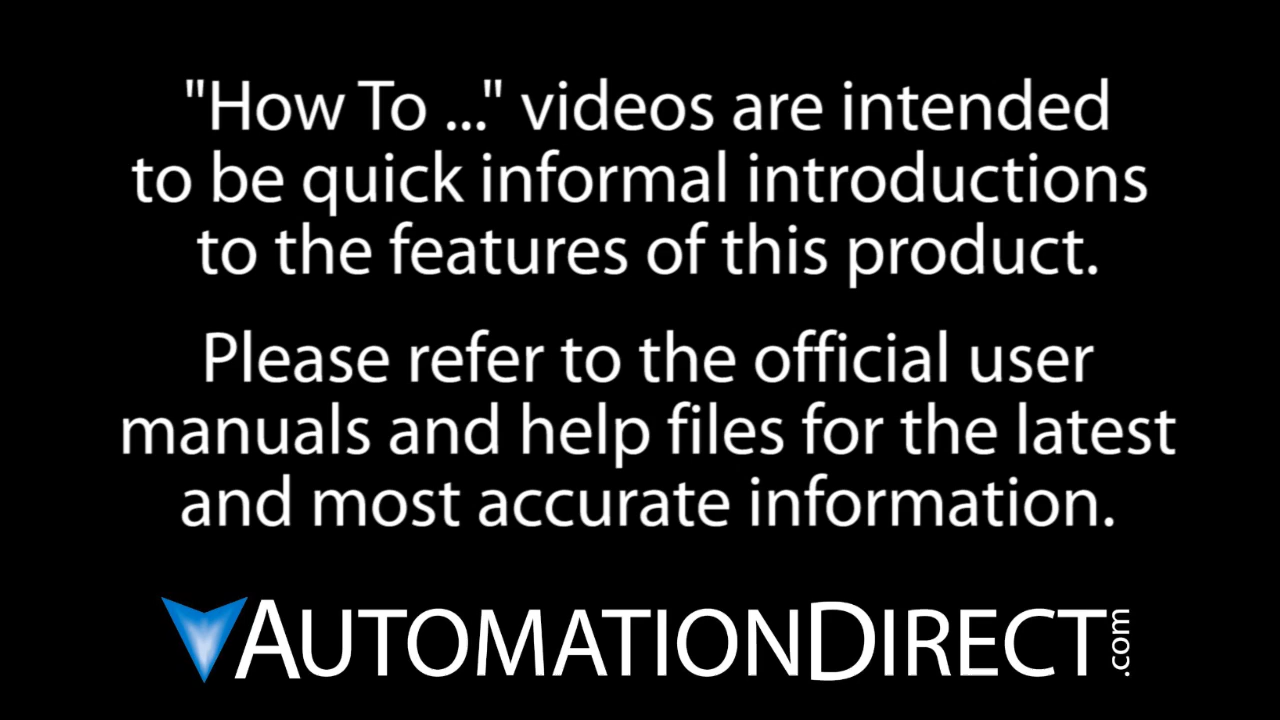 "How To ..." videos are intended
to be quick informal introductions
to the features of this product.
Please refer to the official user
manuals and help files for the latest
and most accurate information.
AUTOMATIONDIRECT.com